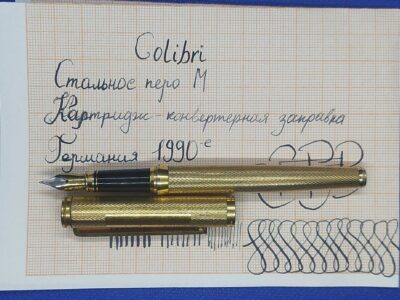 Colibri
Стальное перо М
Картридж-конвертерная заправка
Германия 1990-е